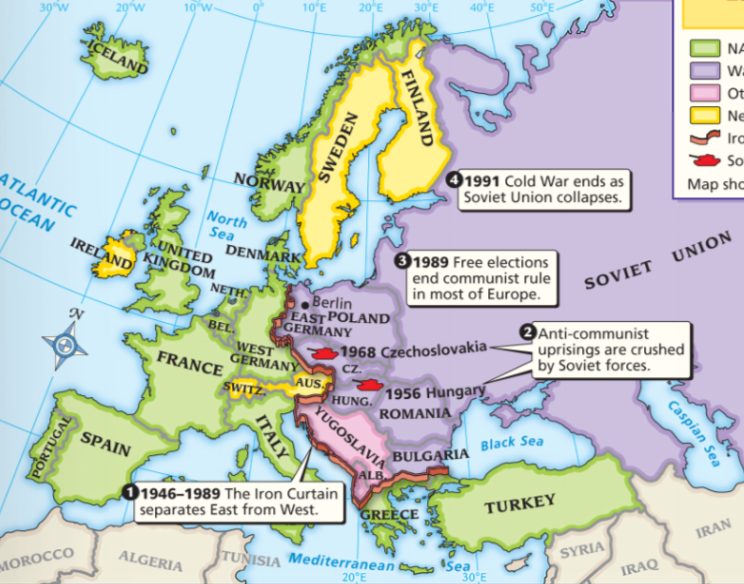 30°W
20°W
10°W
0°
10°E
20°E
30°E
40°E
50°E
ICELAND
ATLANTIC
OCEAN
NORWAY
SWEDEN
FINLAND
North
Sea
IRELAND
UNITED
KINGDOM
DENMARK
NETH.
BEL.
Berlin
EAST
GERMANY
POLAND
WEST
GERMANY
FRANCE
SWITZ.
AUS.
CZ.
HUNG.
ROMANIA
YUGOSLAVIA
ALB.
BULGARIA
GREECE
ITALY
SPAIN
PORTUGAL
SOVIET UNION
Black Sea
Caspian Sea
TURKEY
MOROCCO
ALGERIA
TUNISIA
Mediterranean Sea
SYRIA
IRAQ
IRAN
20°E
30°E
N
4 1991 Cold War ends as
Soviet Union collapses.
3 1989 Free elections
end communist rule
in most of Europe.
2 Anti-communist
uprisings are crushed
by Soviet forces.
1968 Czechoslovakia
1956 Hungary
1 1946–1989 The Iron Curtain
separates East from West.
NA
Wa
Ot
Ne
Iro
So
Map sho